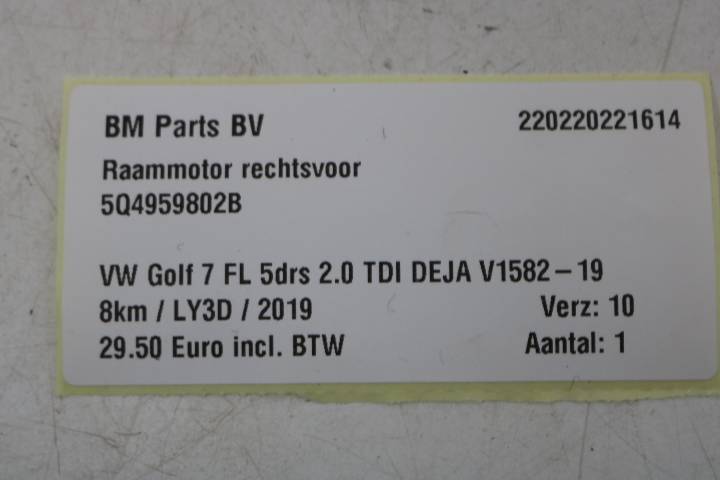 BM Parts BV 220220221614
Raammotor rechtsvoor
5Q4959802B
VW Golf 7 FL 5drs 2.0 TDI DEJA V1582-19
8km / LY3D / 2019 Verz: 10
29.50 Euro incl. BTW Aantal: 1